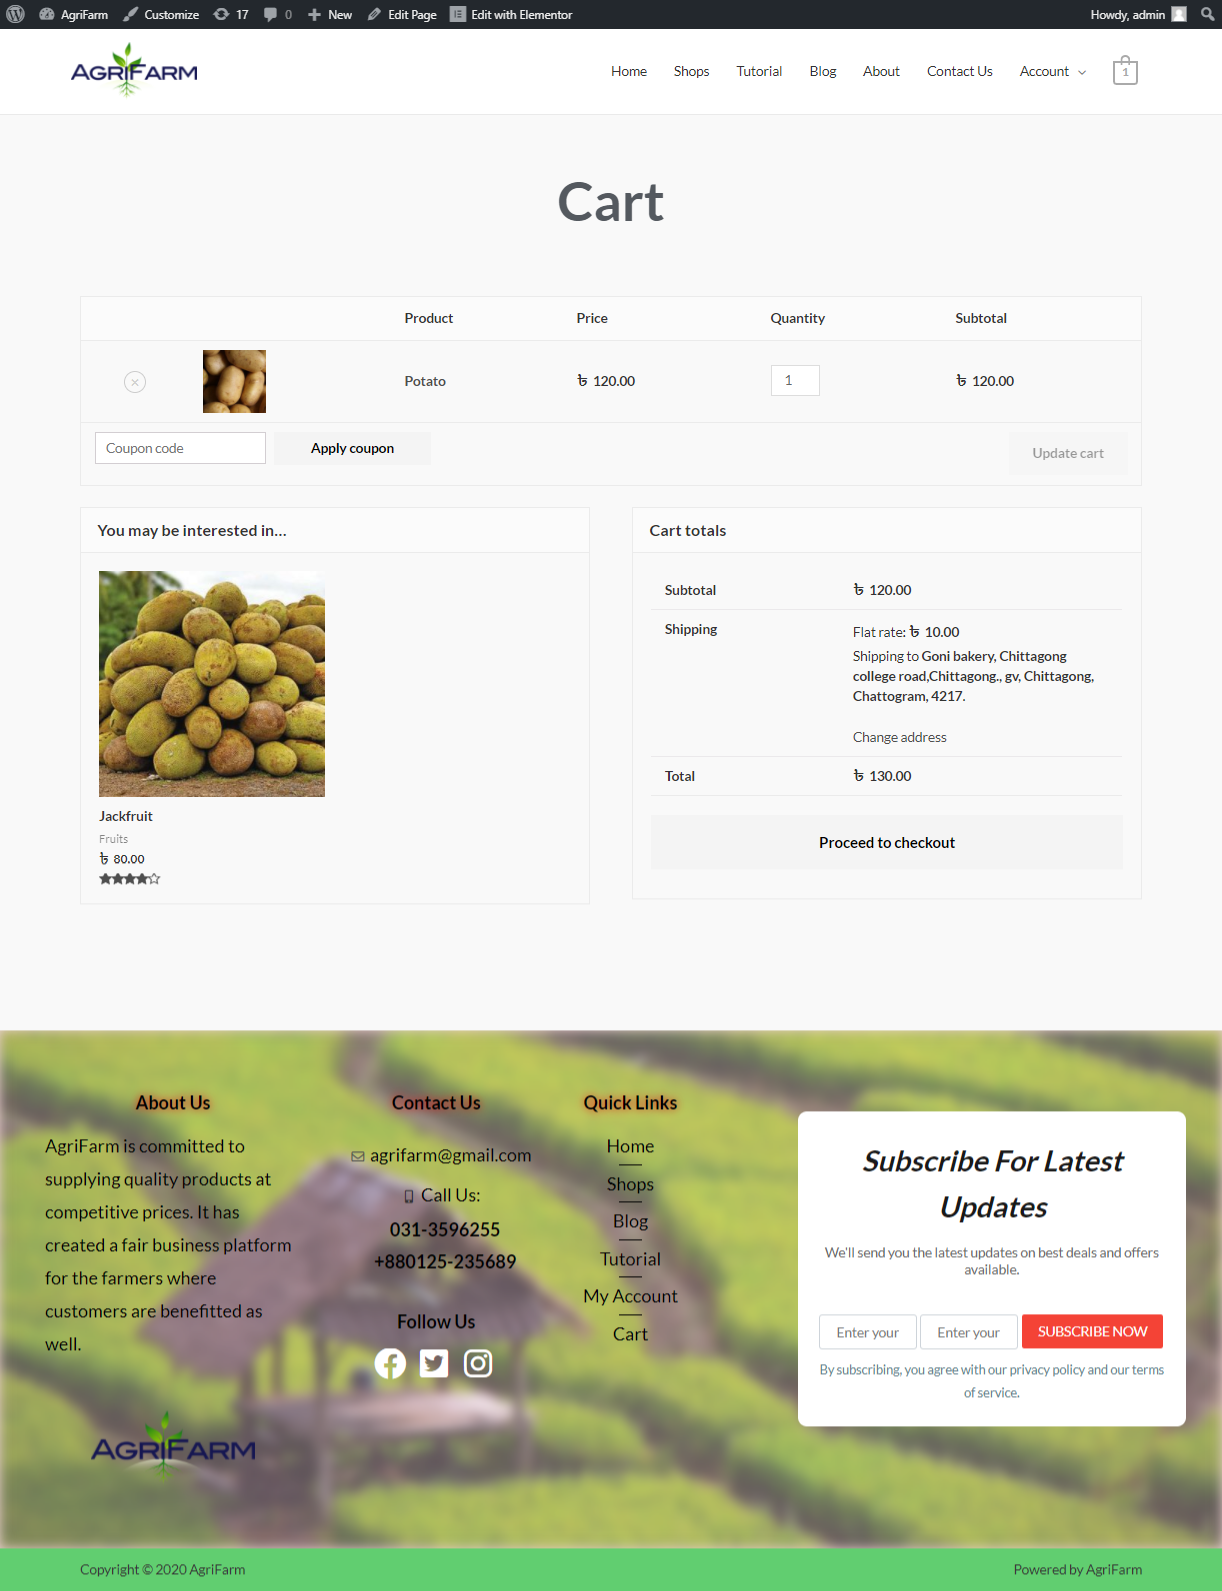 AgriFarm Customize 17 0 New Edit Page Edit with Elementor Howdy, admin
AGRIFARM
Home Shops Tutorial Blog About Contact Us Account 1
Cart
Product Price Quantity Subtotal
× Potato ৳ 120.00 1 ৳ 120.00
Coupon code Apply coupon Update cart
You may be interested in...
Jackfruit
Fruits
৳ 80.00
Cart totals
Subtotal ৳ 120.00
Shipping Flat rate: ৳ 10.00
Shipping to Goni bakery, Chittagong
college road,Chittagong., gv, Chittagong,
Chattogram, 4217.
Change address
Total ৳ 130.00
Proceed to checkout
About Us
AgriFarm is committed to
supplying quality products at
competitive prices. It has
created a fair business platform
for the farmers where
customers are benefitted as
well.
AGRIFARM
Contact Us
agrifarm@gmail.com
Call Us:
031-3596255
+880125-235689
Follow Us
Quick Links
Home
Shops
Blog
Tutorial
My Account
Cart
Subscribe For Latest
Updates
We'll send you the latest updates on best deals and offers
available.
Enter your Enter your SUBSCRIBE NOW
By subscribing, you agree with our privacy policy and our terms
of service.
Copyright © 2020 AgriFarm Powered by AgriFarm